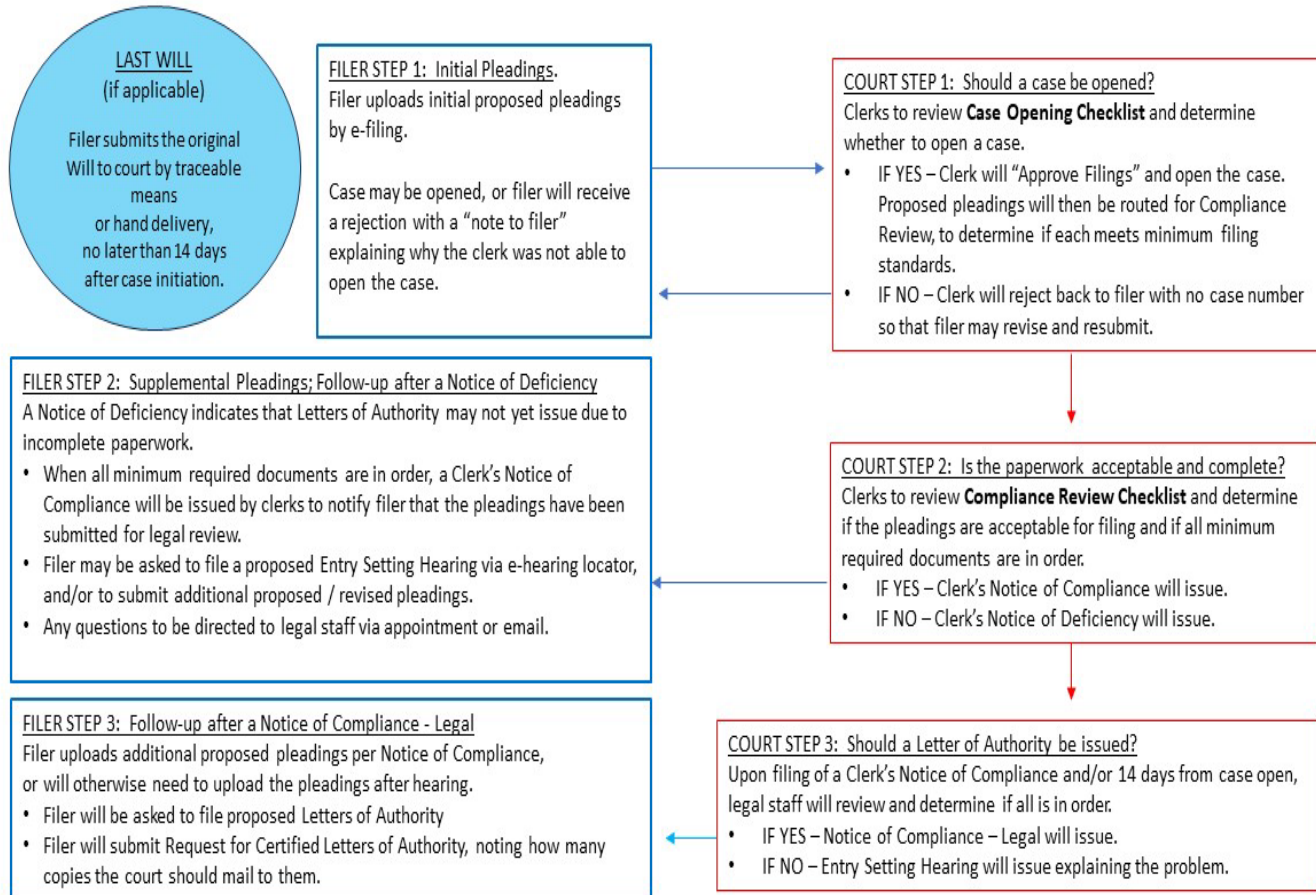 LAST WILL
(if applicable)
Filer submits the original
Will to court by traceable
means
or hand delivery,
no later than 14 days
after case initiation.
FILER STEP 1: Initial Pleadings.
Filer uploads initial proposed pleadings
by e-filing.
Case may be opened, or filer will receive
a rejection with a “note to filer”
explaining why the clerk was not able to
open the case.
COURT STEP 1: Should a case be opened?
Clerks to review Case Opening Checklist and determine
whether to open a case.
• IF YES – Clerk will “Approve Filings” and open the case.
Proposed pleadings will then be routed for Compliance
Review, to determine if each meets minimum filing
standards.
• IF NO – Clerk will reject back to filer with no case number
so that filer may revise and resubmit.
FILER STEP 2: Supplemental Pleadings; Follow-up after a Notice of Deficiency
A Notice of Deficiency indicates that Letters of Authority may not yet issue due to
incomplete paperwork.
• When all minimum required documents are in order, a Clerk’s Notice of
Compliance will be issued by clerks to notify filer that the pleadings have been
submitted for legal review.
• Filer may be asked to file a proposed Entry Setting Hearing via e-hearing locator,
and/or to submit additional proposed / revised pleadings.
• Any questions to be directed to legal staff via appointment or email.
COURT STEP 2: Is the paperwork acceptable and complete?
Clerks to review Compliance Review Checklist and determine
if the pleadings are acceptable for filing and if all minimum
required documents are in order.
• IF YES – Clerk’s Notice of Compliance will issue.
• IF NO – Clerk’s Notice of Deficiency will issue.
FILER STEP 3: Follow-up after a Notice of Compliance - Legal
Filer uploads additional proposed pleadings per Notice of Compliance,
or will otherwise need to upload the pleadings after hearing.
• Filer will be asked to file proposed Letters of Authority
• Filer will submit Request for Certified Letters of Authority, noting how many
copies the court should mail to them.
COURT STEP 3: Should a Letter of Authority be issued?
Upon filing of a Clerk’s Notice of Compliance and/or 14 days from case open,
legal staff will review and determine if all is in order.
• IF YES – Notice of Compliance – Legal will issue.
• IF NO – Entry Setting Hearing will issue explaining the problem.